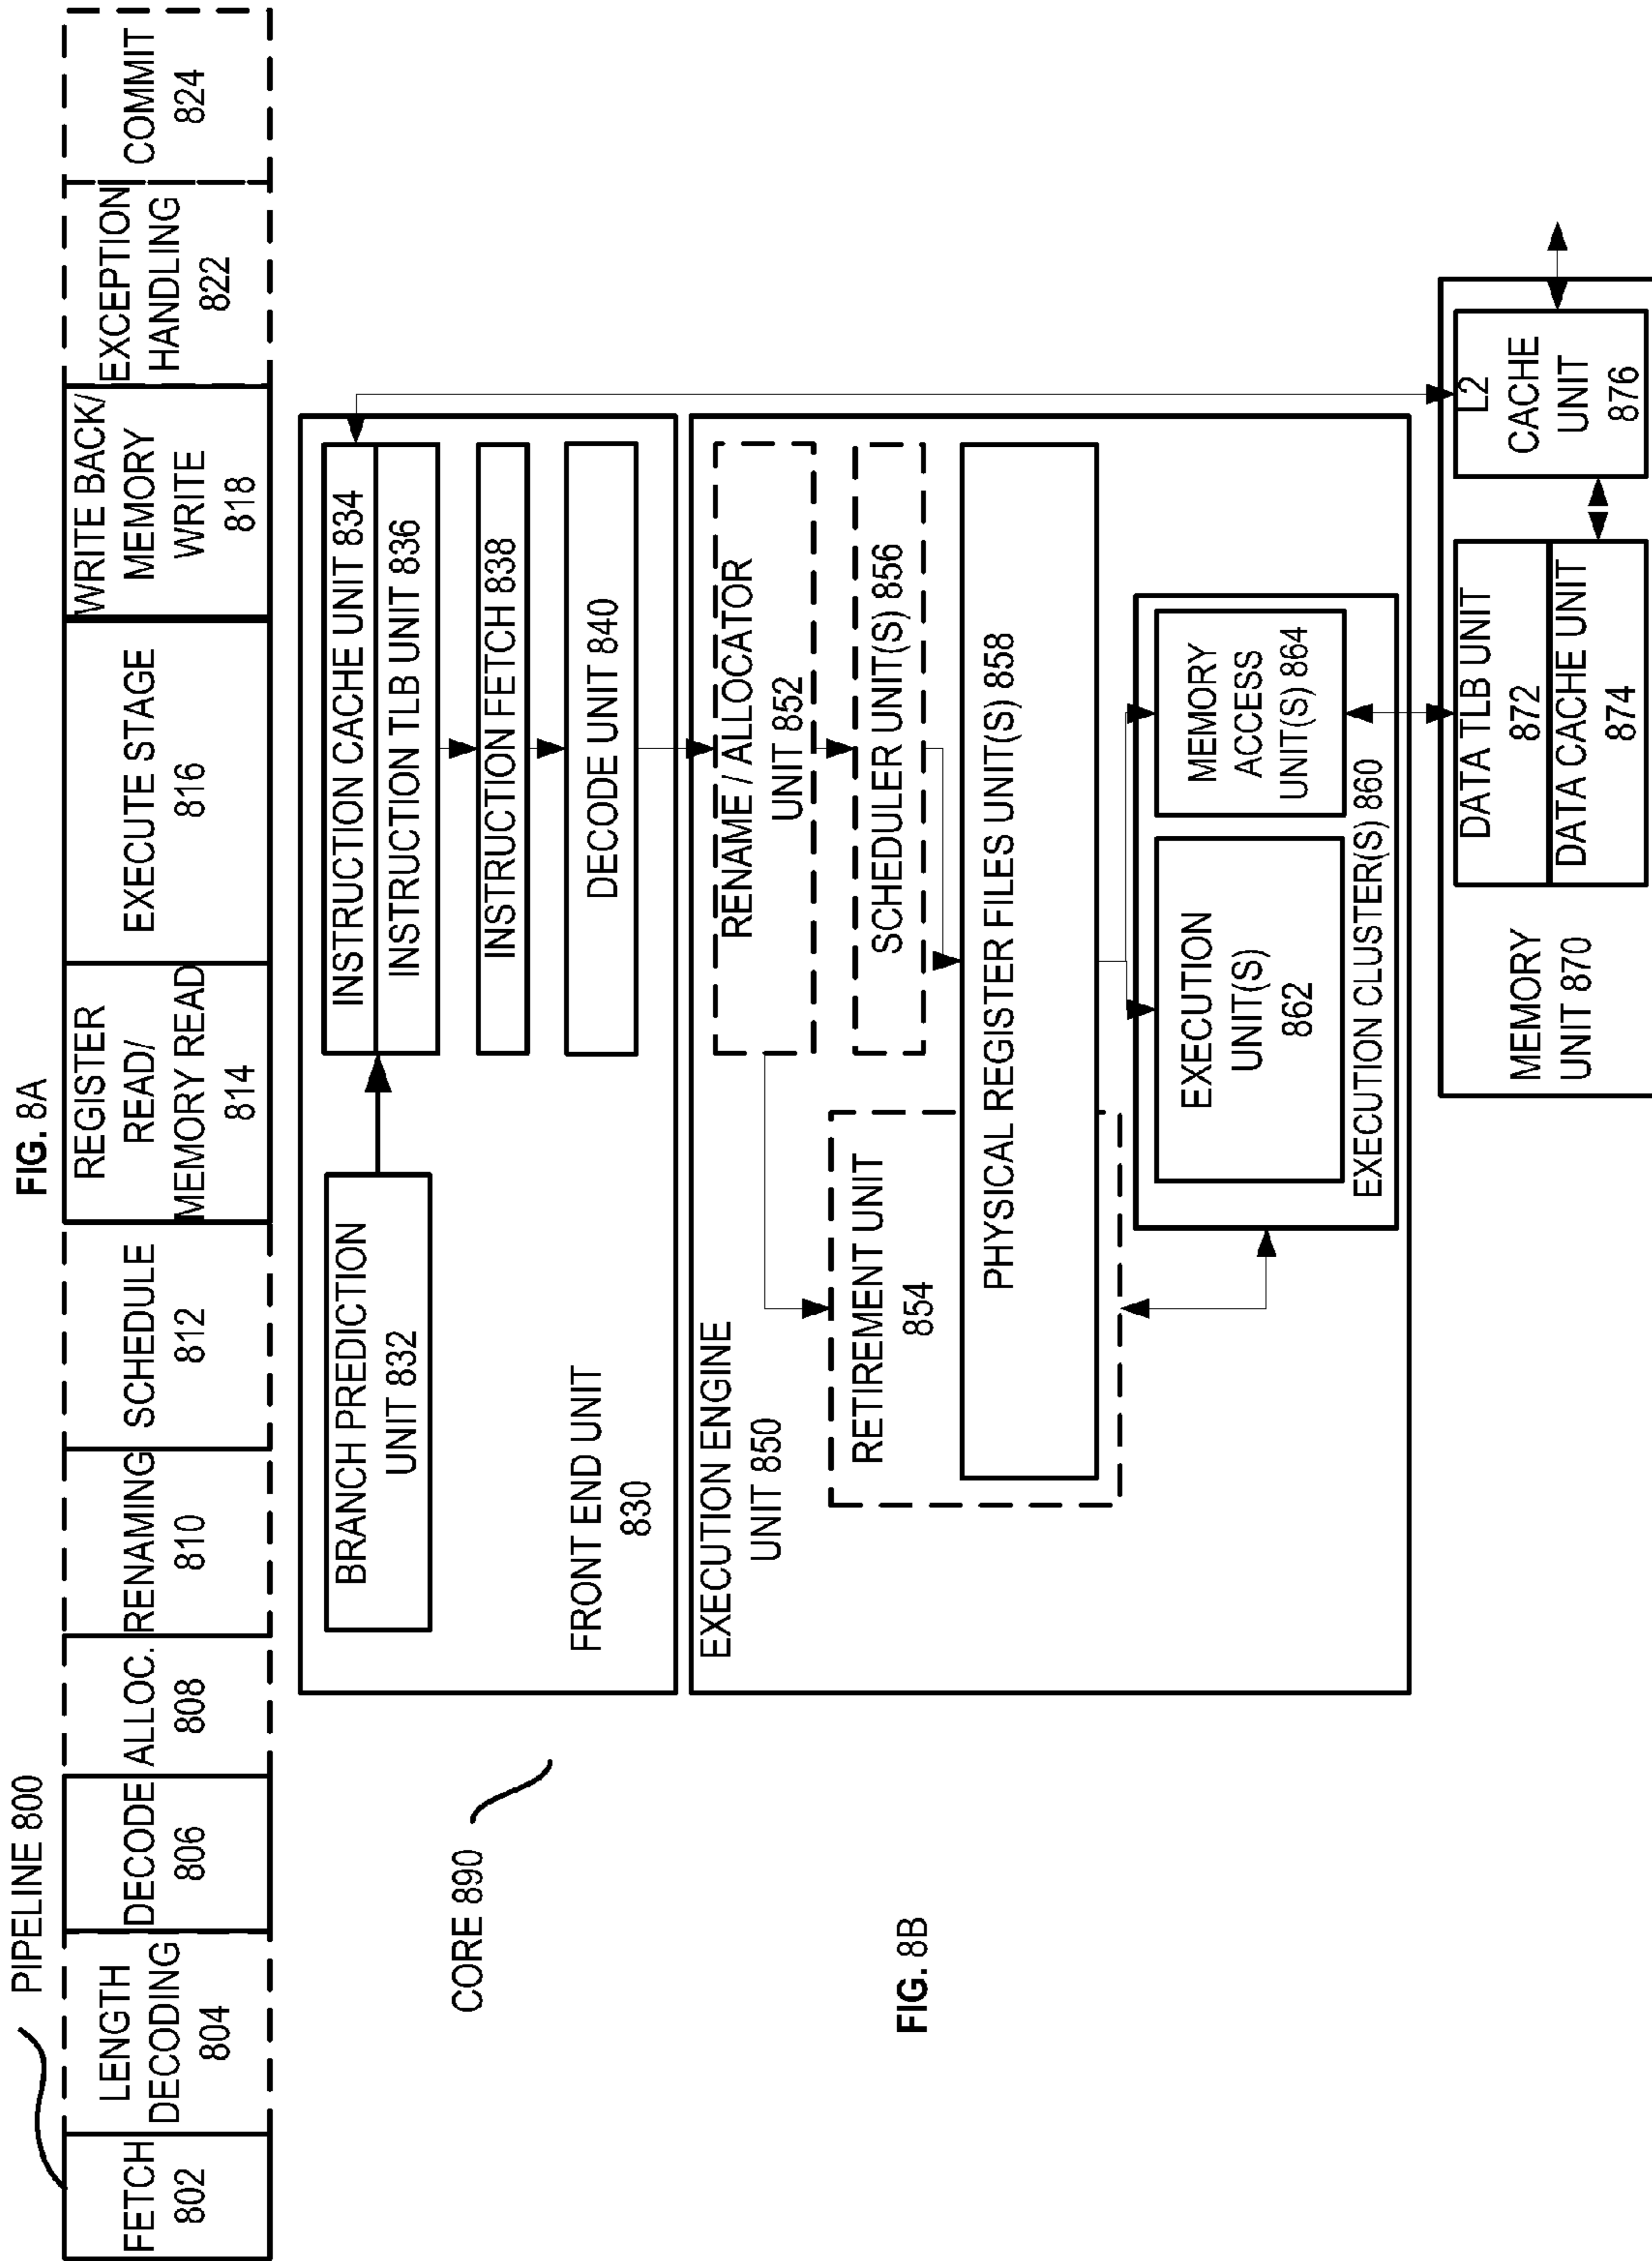 FIG. 8A
PIPELINE 800
FETCH
802
LENGTH
DECODING
804
DECODE
806
ALLOC.
808
RENAMING
810
SCHEDULE
812
REGISTER
READ/
MEMORY READ
814
EXECUTE STAGE
816
WRITE BACK/
MEMORY
WRITE
818
EXCEPTION
HANDLING
822
COMMIT
824
CORE 890
BRANCH PREDICTION
UNIT 832
INSTRUCTION CACHE UNIT 834
INSTRUCTION TLB UNIT 836
INSTRUCTION FETCH 838
DECODE UNIT 840
FRONT END UNIT
830
EXECUTION ENGINE
UNIT 850
RENAME / ALLOCATOR
UNIT 852
RETIREMENT UNIT
854
SCHEDULER UNIT(S) 856
PHYSICAL REGISTER FILES UNIT(S) 858
EXECUTION
UNIT(S)
862
MEMORY
ACCESS
UNIT(S) 864
EXECUTION CLUSTER(S) 860
MEMORY
UNIT 870
DATA TLB UNIT
872
DATA CACHE UNIT
874
L2
CACHE
UNIT
876
FIG. 8B